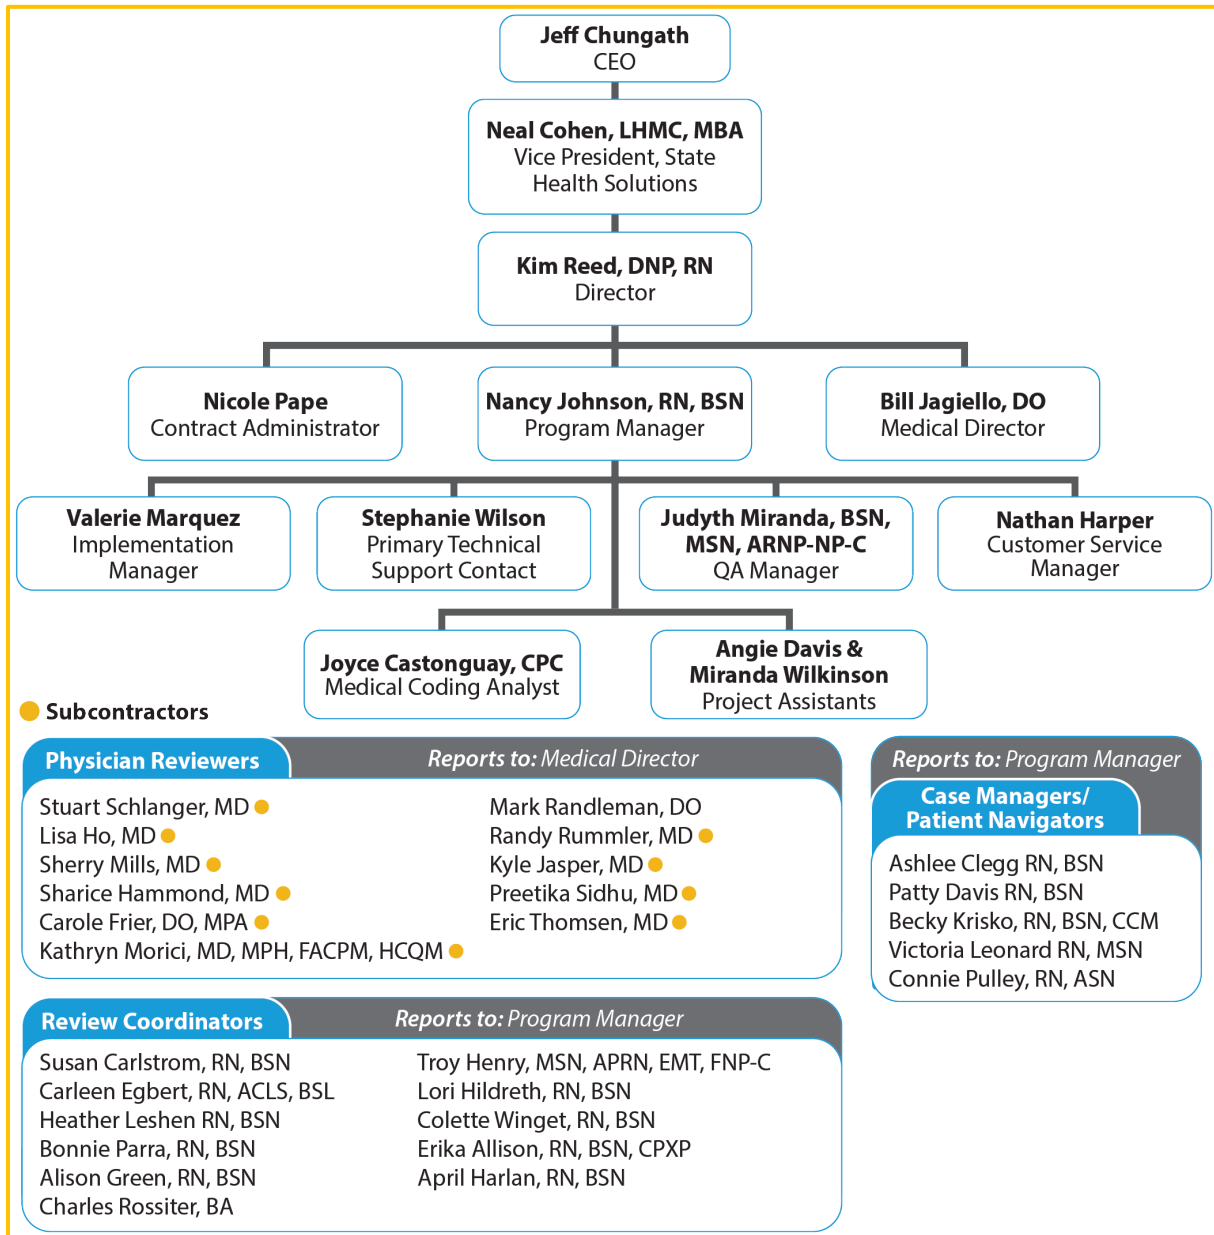 Jeff Chungath
CEO
Neal Cohen, LHMC, MBA
Vice President, State
Health Solutions
Kim Reed, DNP, RN
Director
Nicole Pape
Contract Administrator
Nancy Johnson, RN, BSN
Program Manager
Bill Jagiello, DO
Medical Director
Valerie Marquez
Implementation
Manager
Stephanie Wilson
Primary Technical
Support Contact
Judyth Miranda, BSN,
MSN, ARNP-NP-C
QA Manager
Nathan Harper
Customer Service
Manager
Joyce Castonguay, CPC
Medical Coding Analyst
Angie Davis &
Miranda Wilkinson
Project Assistants
Subcontractors
Physician Reviewers
Reports to: Medical Director
Stuart Schlanger, MD
Lisa Ho, MD
Sherry Mills, MD
Sharice Hammond, MD
Carole Frier, DO, MPA
Kathryn Morici, MD, MPH, FACPM, HCQM
Mark Randleman, DO
Randy Rummler, MD
Kyle Jasper, MD
Preetika Sidhu, MD
Eric Thomsen, MD
Reports to: Program Manager
Case Managers/
Patient Navigators
Ashlee Clegg RN, BSN
Patty Davis RN, BSN
Becky Krisko, RN, BSN, CCM
Victoria Leonard RN, MSN
Connie Pulley, RN, ASN
Review Coordinators
Reports to: Program Manager
Susan Carlstrom, RN, BSN
Carleen Egbert, RN, ACLS, BSL
Heather Leshen RN, BSN
Bonnie Parra, RN, BSN
Alison Green, RN, BSN
Charles Rossiter, BA
Troy Henry, MSN, APRN, EMT, FNP-C
Lori Hildreth, RN, BSN
Colette Winget, RN, BSN
Erika Allison, RN, BSN, CPXP
April Harlan, RN, BSN